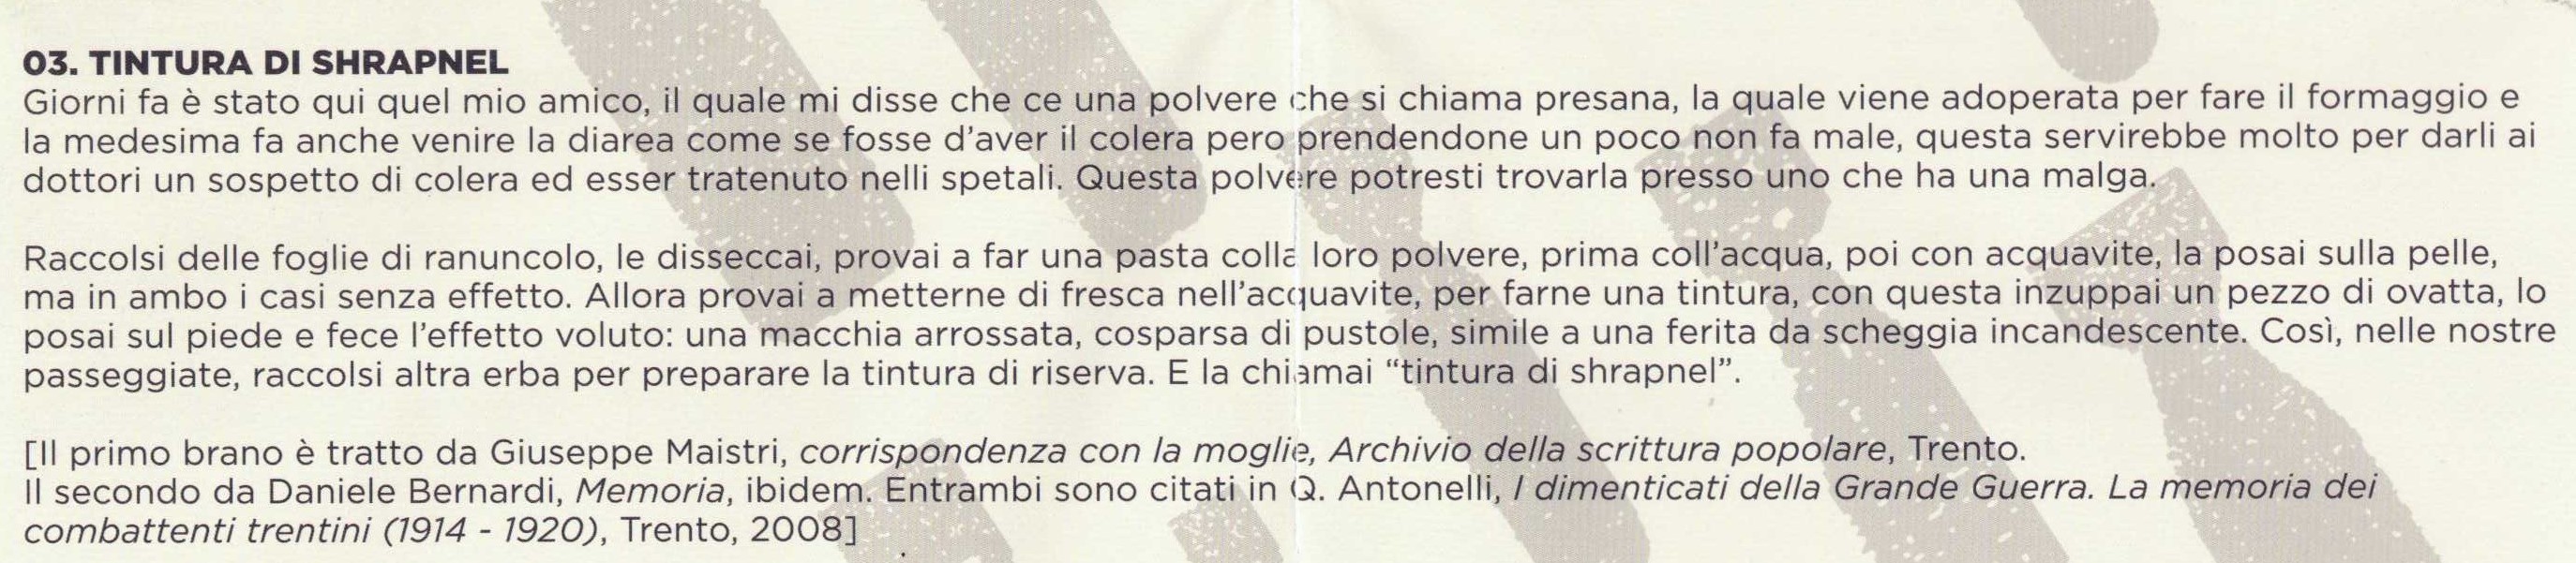 03. TINTURA DI SHRAPNEL
Giorni fa è stato qui quel mio amico, il quale mi disse che ce una polvere che si chiama presana, la quale viene adoperata per fare il formaggio e
la medesima fa anche venire la diarea come se fosse d'aver il colera pero prendendone un poco non fa male, questa servirebbe molto per darli ai
dottori un sospetto di colera ed esser tratenuto nelli spetali. Questa polvere potresti trovarla presso uno che ha una malga.
Raccolsi delle foglie di ranuncolo, le disseccai, provai a far una pasta colla loro polvere, prima coll'acqua, poi con acquavite, la posai sulla pelle,
ma in ambo i casi senza effetto. Allora provai a metterne di fresca nell'acquavite, per farne una tintura, con questa inzuppai un pezzo di ovatta, lo
posai sul piede e fece l'effetto voluto: una macchia arrossata, cosparsa di pustole, simile a una ferita da scheggia incandescente. Così, nelle nostre
passeggiate, raccolsi altra erba per preparare la tintura di riserva. E la chiamai “tintura di shrapnel”.
[Il primo brano è tratto da Giuseppe Maistri, corrispondenza con la moglie, Archivio della scrittura popolare, Trento.
Il secondo da Daniele Bernardi, Memoria, ibidem. Entrambi sono citati in Q. Antonelli, I dimenticati della Grande Guerra. La memoria dei
combattenti trentini (1914 - 1920), Trento, 2008]